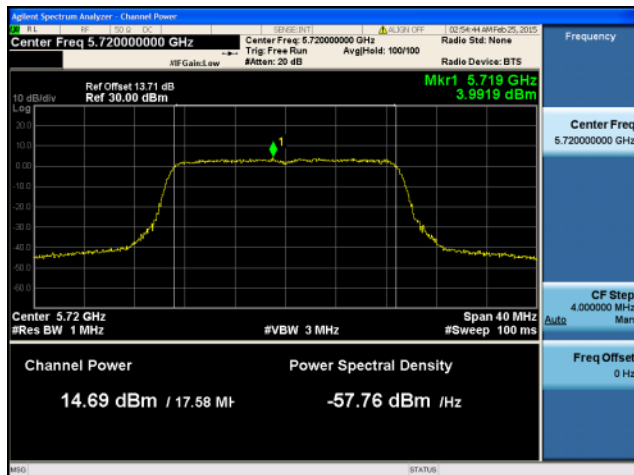 Agilent Spectrum Analyzer - Channel Power
RL RF 50 Ω DC SENSE:INT ALIGN OFF 02:54:44 AM Feb 25, 2015
Center Freq 5.720000000 GHz Center Freq: 5.720000000 GHz Radio Std: None Frequency
Trig: Free Run Avg|Hold: 100/100
#IFGain:Low #Atten: 20 dB Radio Device: BTS
Mkr1 5.719 GHz
Ref Offset 13.71 dB
10 dB/div Ref 30.00 dBm 3.9919 dBm
Log
20.0
1
10.0
0.00
-10.0
-20.0
-30.0
-40.0
-50.0
-60.0
Center 5.72 GHz Span 40 MHz
#Res BW 1 MHz #VBW 3 MHz #Sweep 100 ms
Channel Power Power Spectral Density
14.69 dBm / 17.58 MH -57.76 dBm /Hz
Center Freq
5.720000000 GHz
CF Step
4.000000 MHz
Auto Man
Freq Offset
0 Hz
MSG STATUS